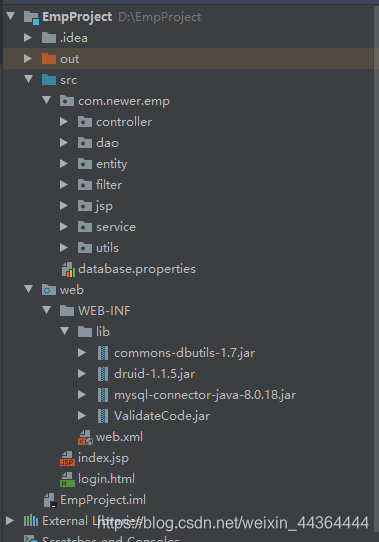 EmpProject D:\EmpProject
.idea
out
src
com.newer.emp
controller
dao
entity
filter
jsp
service
utils
database.properties
web
WEB-INF
lib
commons-dbutils-1.7.jar
druid-1.1.5.jar
mysql-connector-java-8.0.18.jar
ValidateCode.jar
web.xml
index.jsp
login.html
EmpProject.iml
External Libraries
https://blog.csdn.net/weixin_44364444
Scratches and Consoles